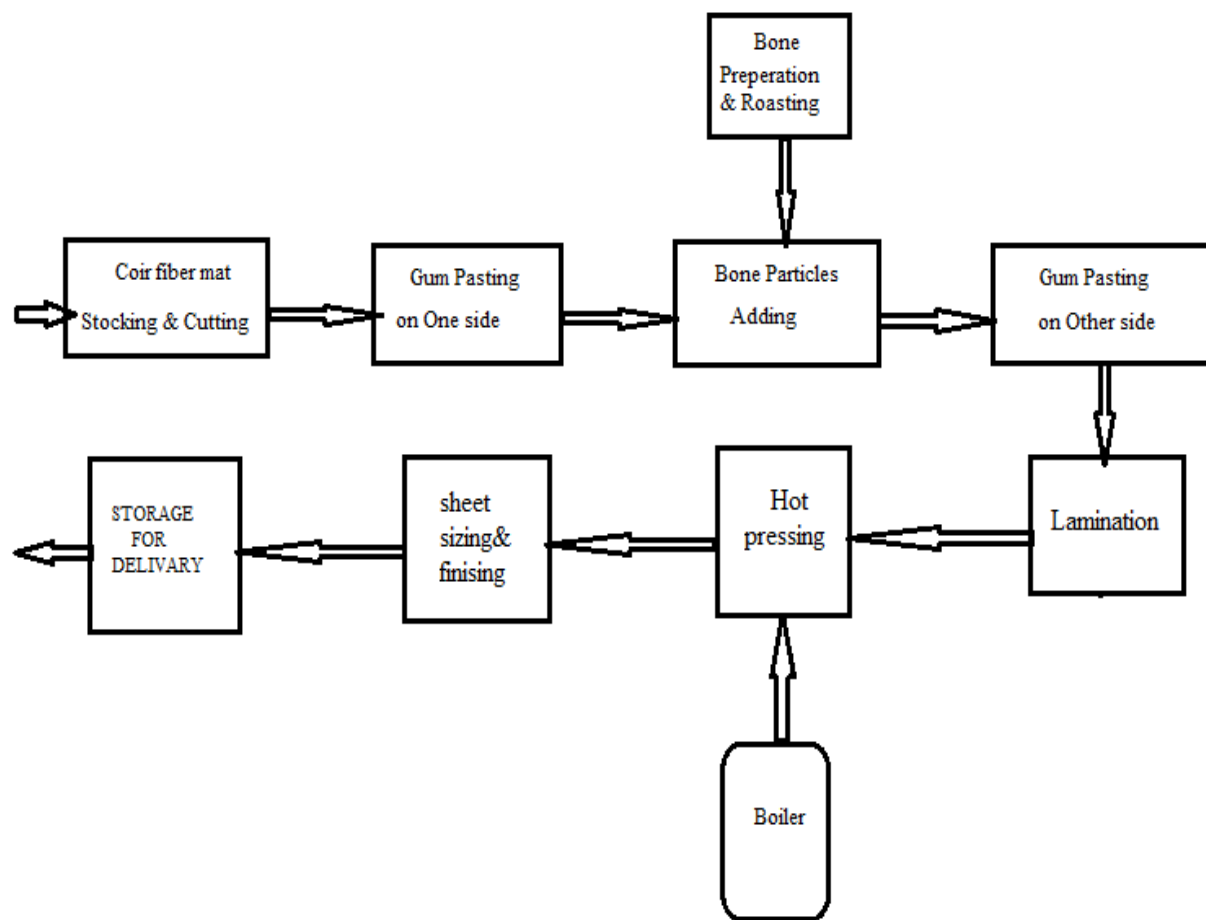 Bone
Preperation
& Roasting
Coir fiber mat
Stocking & Cutting
Gum Pasting
on One side
Bone Particles
Adding
Gum Pasting
on Other side
Lamination
Hot
pressing
sheet
sizing&
finising
STORAGE
FOR
DELIVARY
Boiler